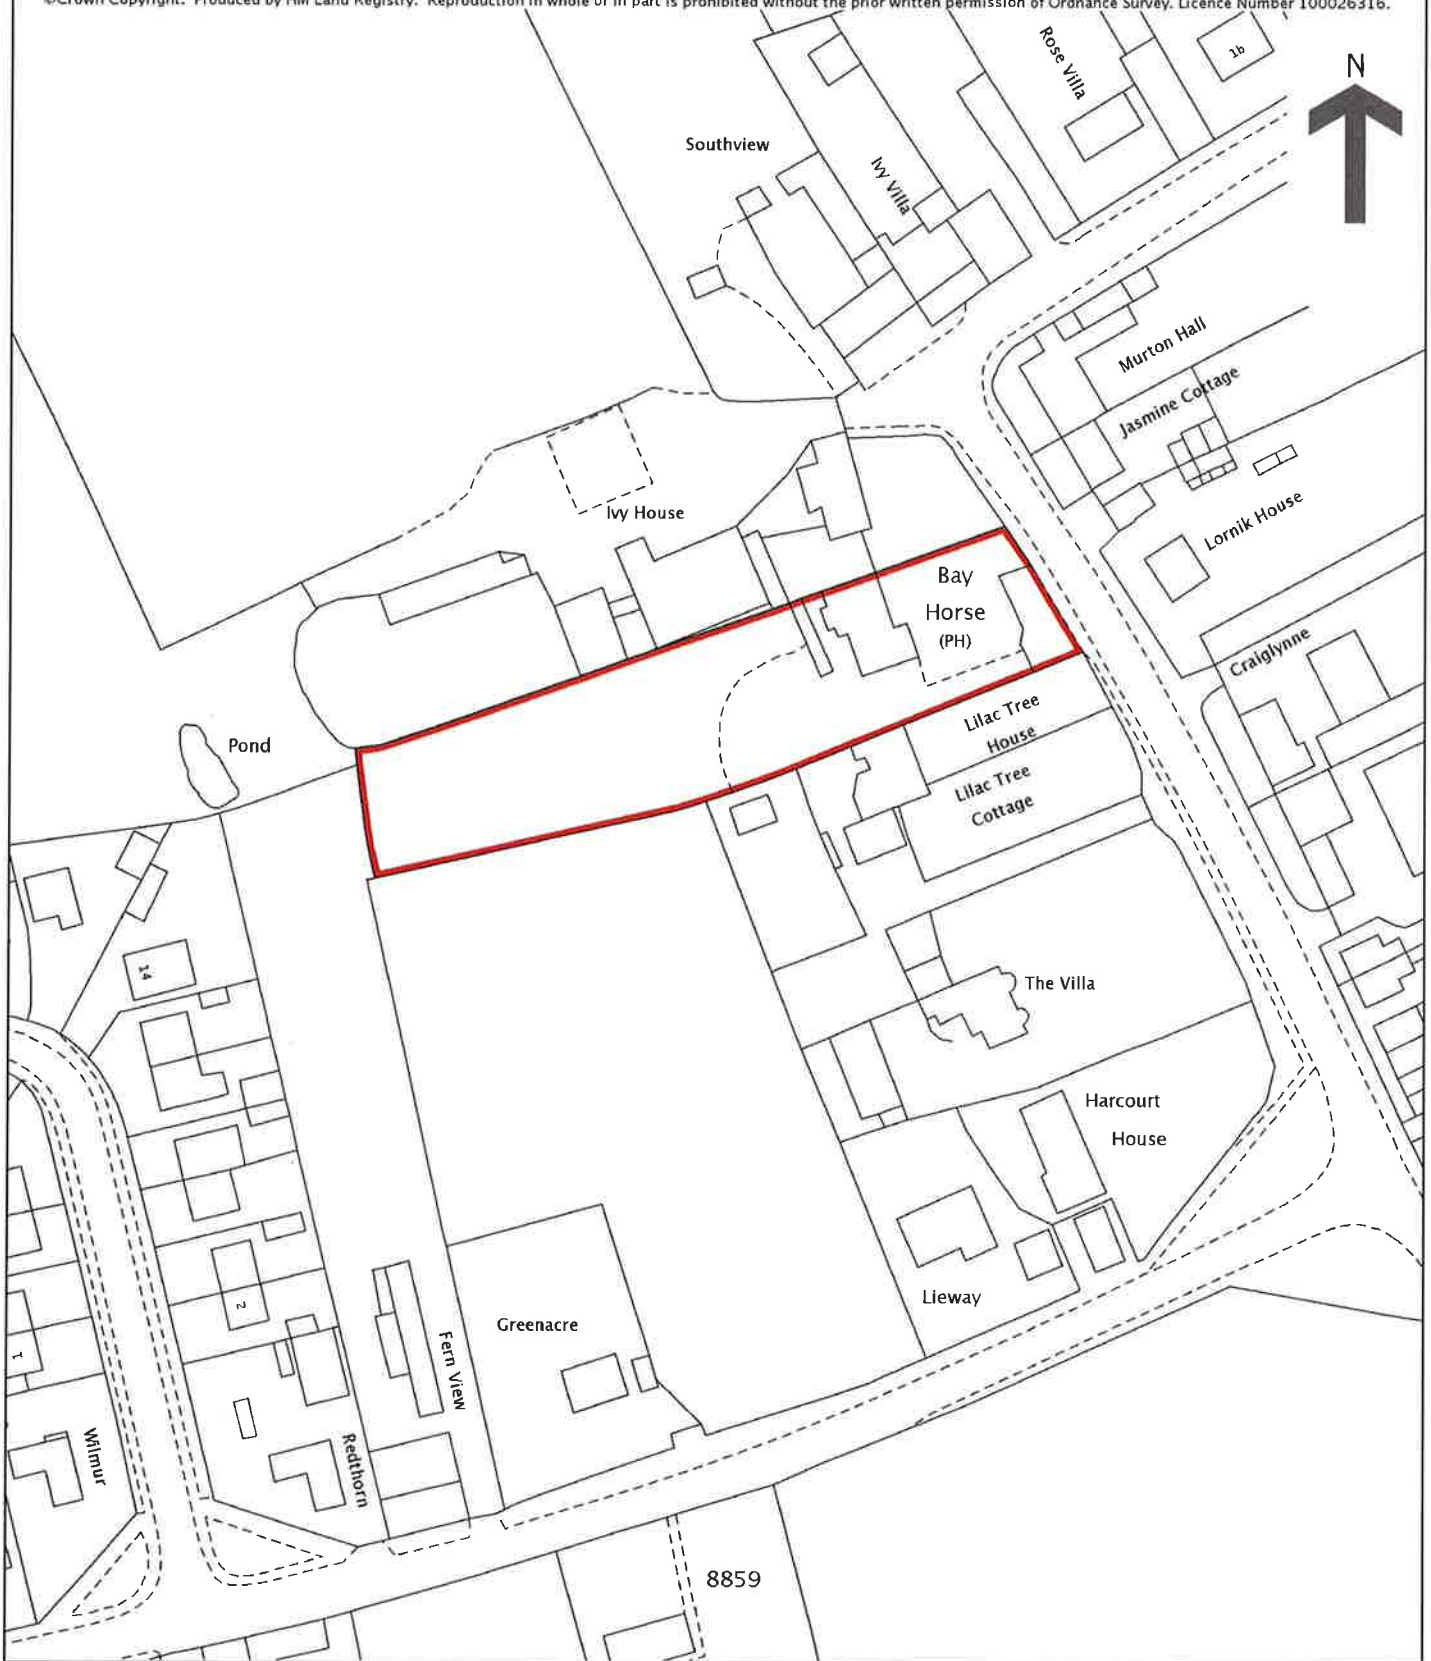 ©Crown Copyright. Produced by HM Land Registry. Reproduction in whole or in part is prohibited without the prior written permission of Ordnance Survey. Licence Number 100026316.
Rose Villa
1b
N
Southview
Ivy Villa
Murton Hall
Jasmine Cottage
Ivy House
Lornik House
Bay
Horse
(PH)
Craiglynne
Lilac Tree
House
Pond
Lilac Tree
Cottage
14
The Villa
Harcourt
House
2
Lieway
Greenacre
Fern View
1
Wilmur
Redthorn
8859